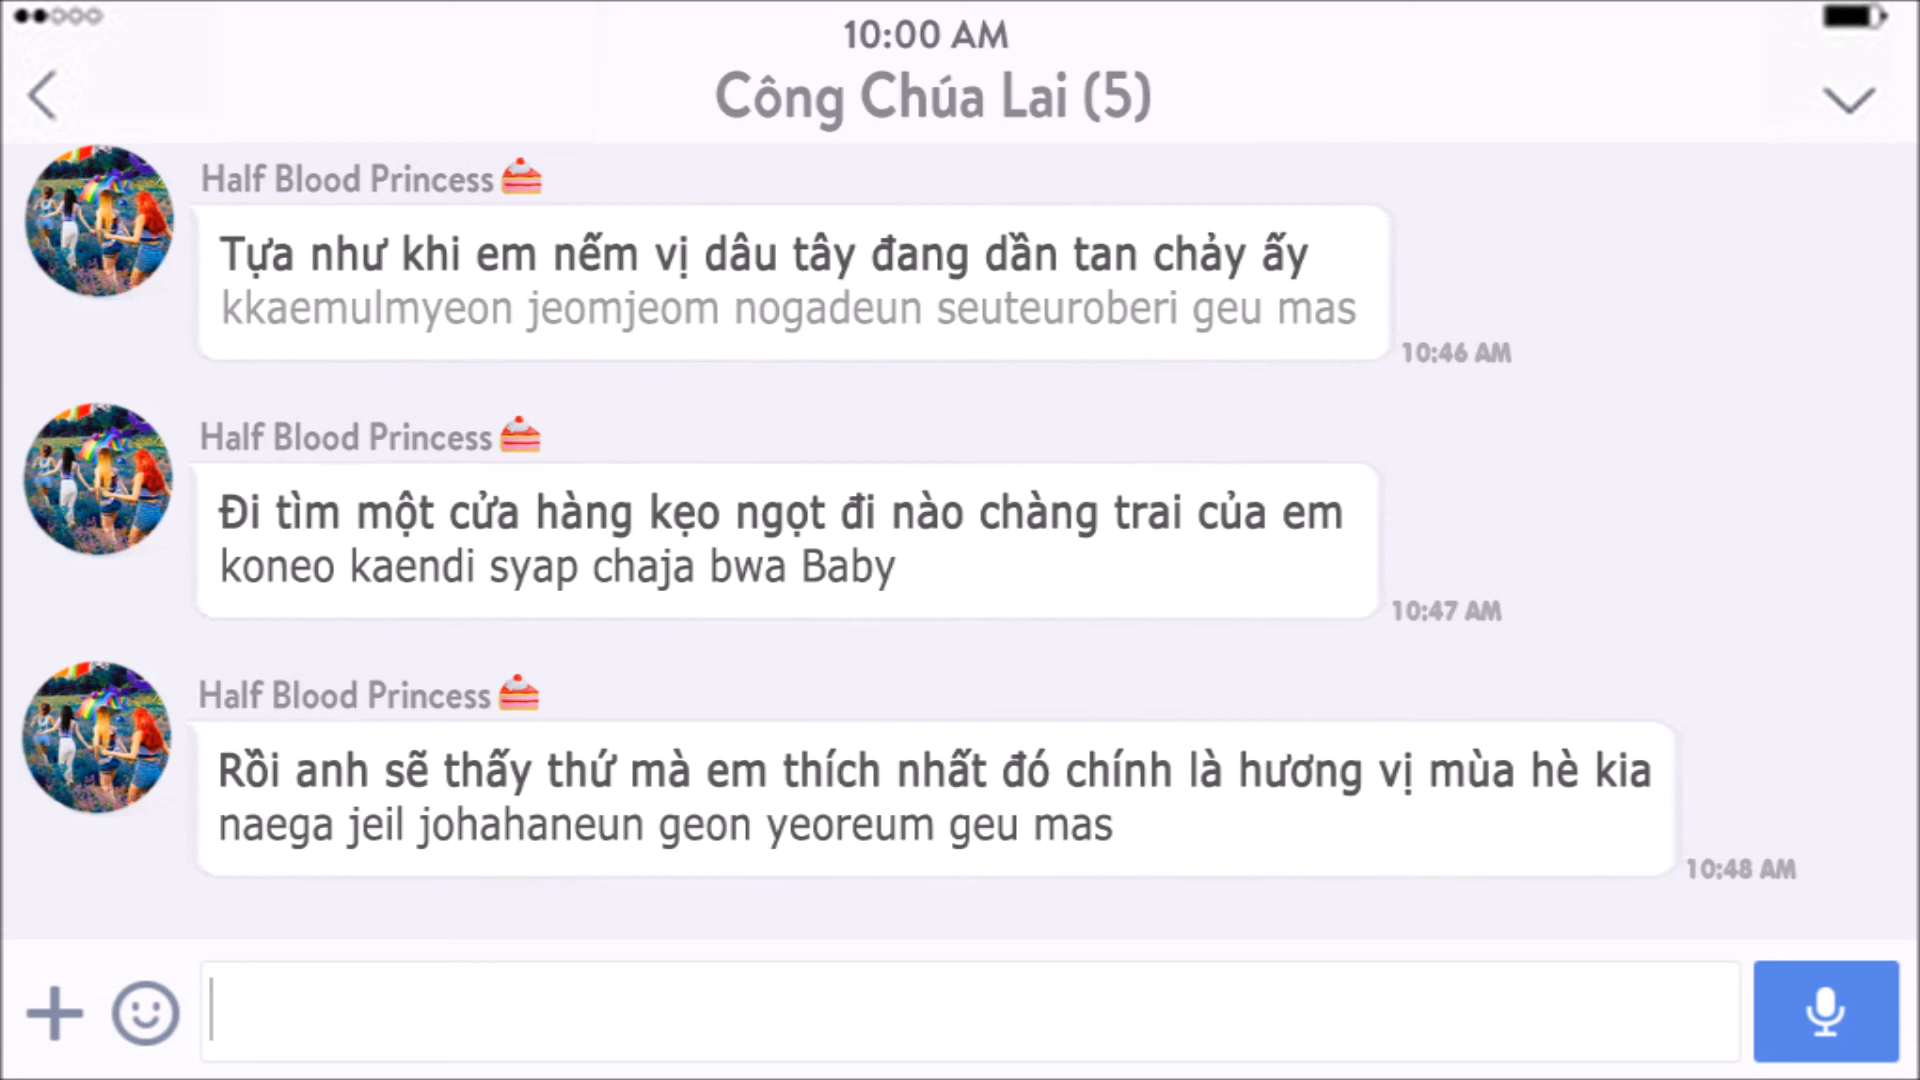 10:00 AM
Công Chúa Lai (5)
Half Blood Princess
Tựa như khi em nếm vị dâu tây đang dần tan chảy ấy
kkaemulmyeon jeomjeom nogadeun seuteuroberi geu mas
10:46 AM
Half Blood Princess
Đi tìm một cửa hàng kẹo ngọt đi nào chàng trai của em
koneo kaendi syap chaja bwa Baby
10:47 AM
Half Blood Princess
Rồi anh sẽ thấy thứ mà em thích nhất đó chính là hương vị mùa hè kia
naega jeil johahaneun geon yeoreum geu mas
10:48 AM